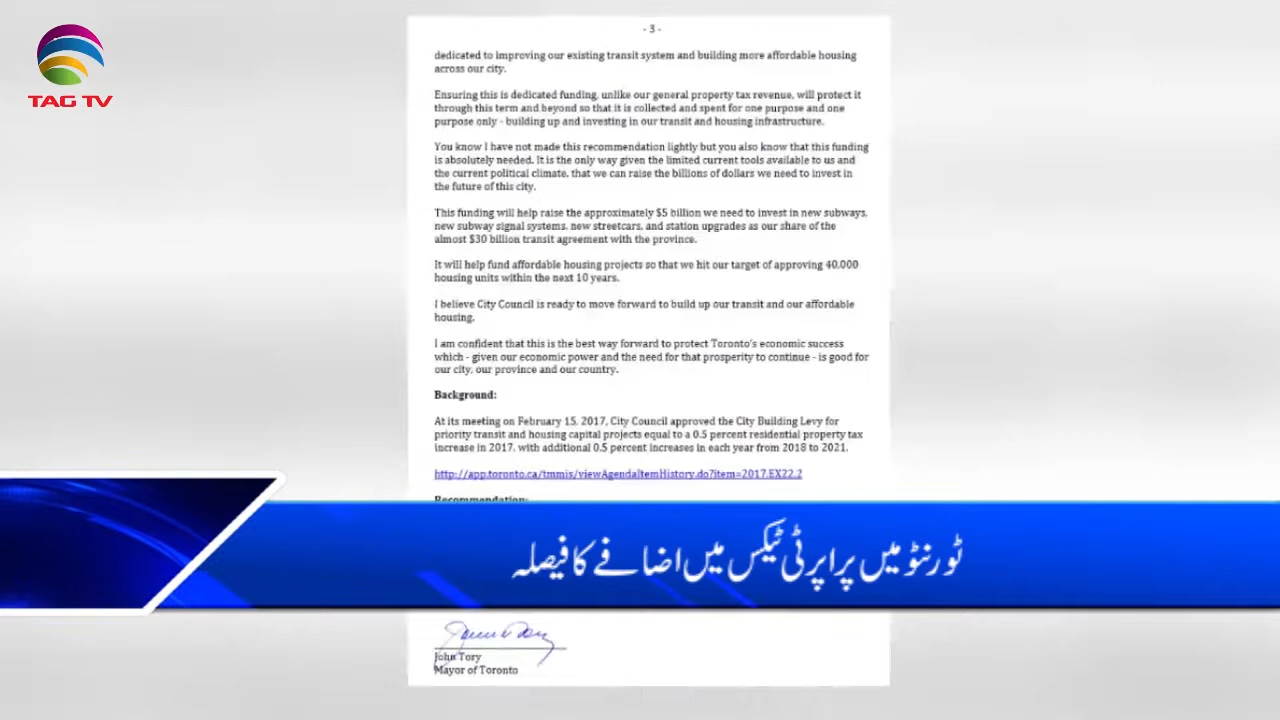 TAG TV
- 3 -
dedicated to improving our existing transit system and building more affordable housing
across our city.
Ensuring this is dedicated funding, unlike our general property tax revenue, will protect it
through this term and beyond so that it is collected and spent for one purpose and one
purpose only - building up and investing in our transit and housing infrastructure.
You know I have not made this recommendation lightly but you also know that this funding
is absolutely needed. It is the only way given the limited current tools available to us and
the current political climate, that we can raise the billions of dollars we need to invest in
the future of this city.
This funding will help raise the approximately $5 billion we need to invest in new subways,
new subway signal systems, new streetcars, and station upgrades as our share of the
almost $30 billion transit agreement with the province.
It will help fund affordable housing projects so that we hit our target of approving 40,000
housing units within the next 10 years.
I believe City Council is ready to move forward to build up our transit and our affordable
housing.
I am confident that this is the best way forward to protect Toronto's economic success
which - given our economic power and the need for that prosperity to continue - is good for
our city, our province and our country.
Background:
At its meeting on February 15, 2017, City Council approved the City Building Levy for
priority transit and housing capital projects equal to a 0.5 percent residential property tax
increase in 2017, with additional 0.5 percent increases in each year from 2018 to 2021.
http://app.toronto.ca/tmmis/viewAgendaItemHistory.do?item=2017.EX22.2
Recommendation:
ٹورنٹو میں پراپرٹی ٹیکس میں اضافے کا فیصلہ
John Tory
John Tory
Mayor of Toronto